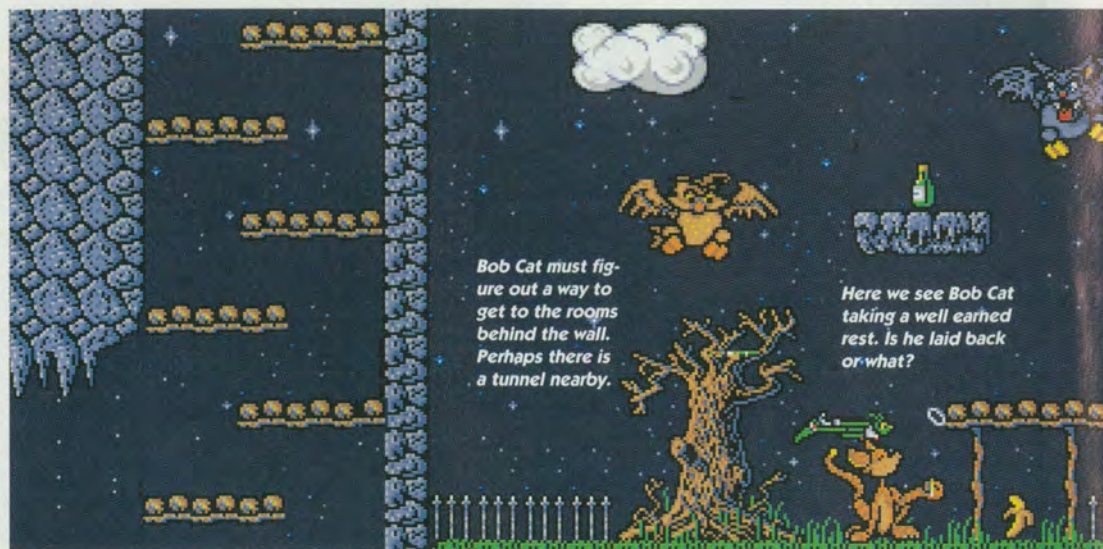 Bob Cat must fig-
ure out a way to
get to the rooms
behind the wall.
Perhaps there is
a tunnel nearby.
Here we see Bob Cat
taking a well earned
rest. Is he laid back
or what?